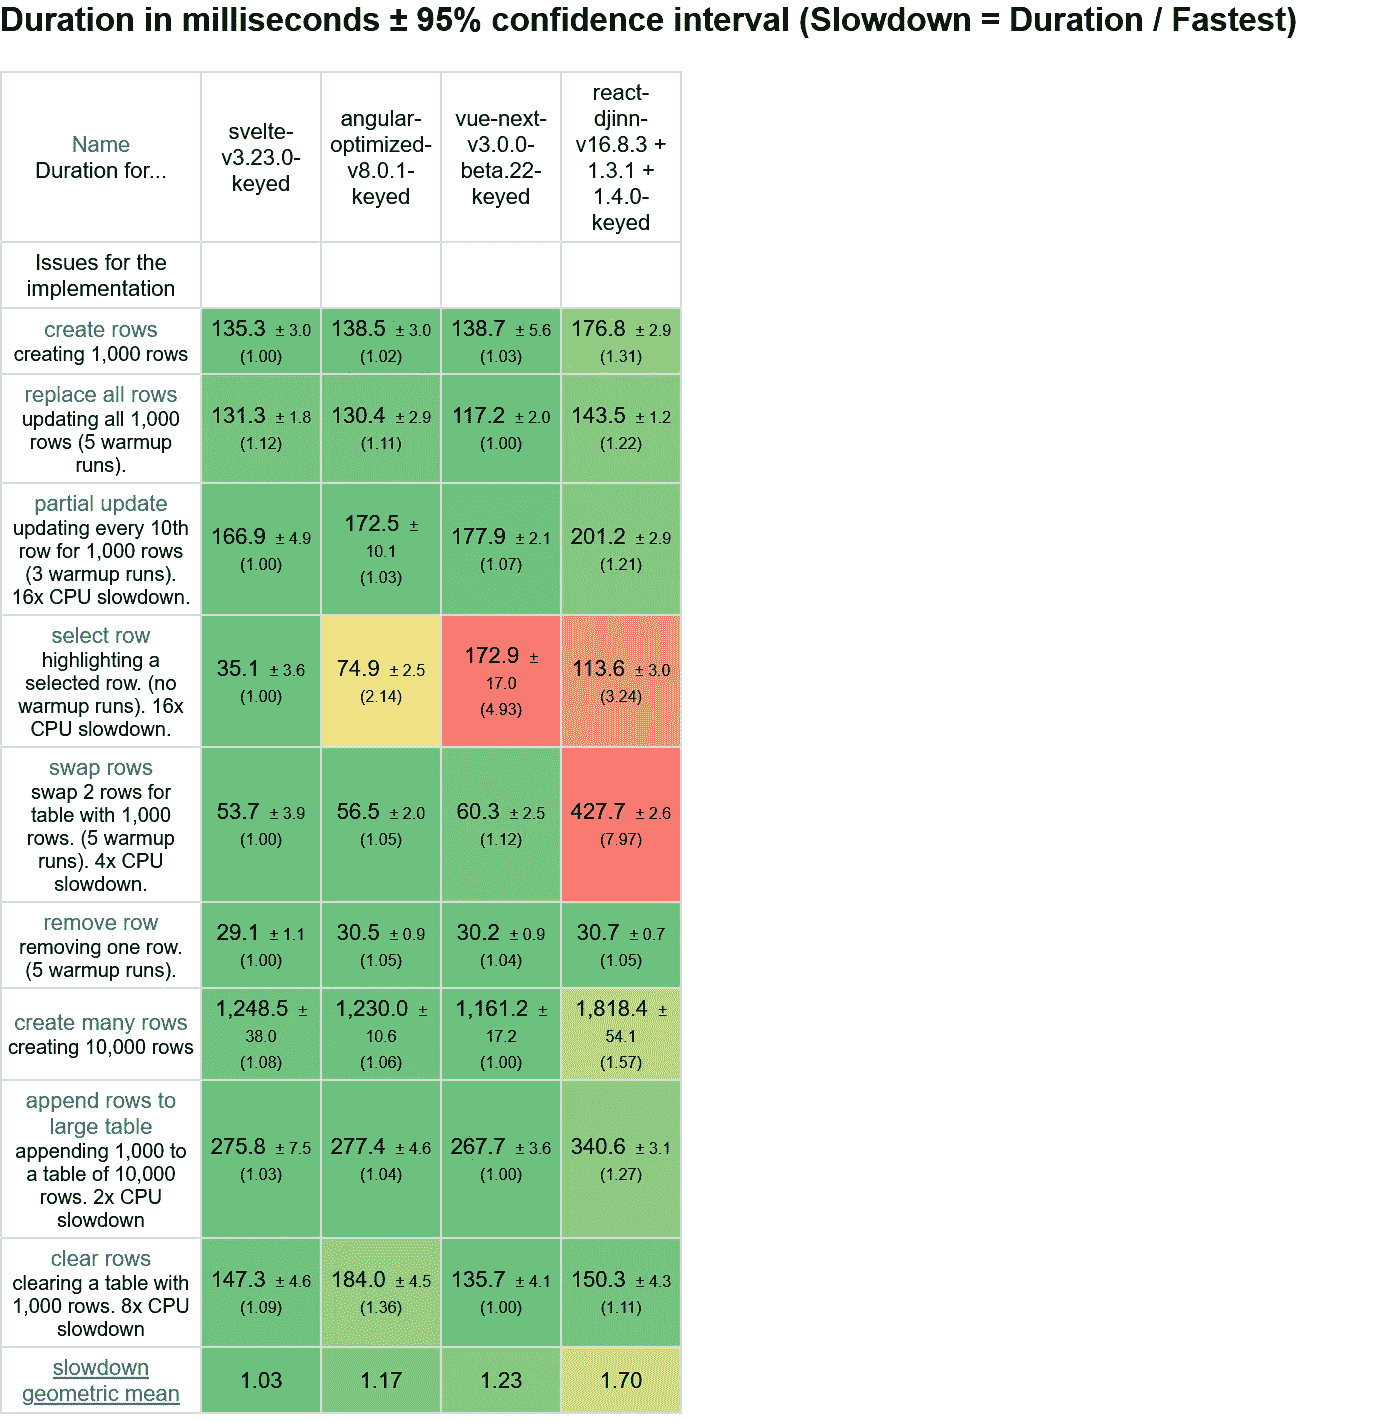 Duration in milliseconds ± 95% confidence interval (Slowdown = Duration / Fastest)
Name
Duration for...
svelte-
v3.23.0-
keyed
angular-
optimized-
v8.0.1-
keyed
vue-next-
v3.0.0-
beta.22-
keyed
react-
djinn-
v16.8.3 +
1.3.1 +
1.4.0-
keyed
Issues for the
implementation
create rows
creating 1,000 rows
135.3 ± 3.0
(1.00)
138.5 ± 3.0
(1.02)
138.7 ± 5.6
(1.03)
176.8 ± 2.9
(1.31)
replace all rows
updating all 1,000
rows (5 warmup
runs).
131.3 ± 1.8
(1.12)
130.4 ± 2.9
(1.11)
117.2 ± 2.0
(1.00)
143.5 ± 1.2
(1.22)
partial update
updating every 10th
row for 1,000 rows
(3 warmup runs).
16x CPU slowdown.
166.9 ± 4.9
(1.00)
172.5 ±
10.1
(1.03)
177.9 ± 2.1
(1.07)
201.2 ± 2.9
(1.21)
select row
highlighting a
selected row. (no
warmup runs). 16x
CPU slowdown.
35.1 ± 3.6
(1.00)
74.9 ± 2.5
(2.14)
172.9 ±
17.0
(4.93)
113.6 ± 3.0
(3.24)
swap rows
swap 2 rows for
table with 1,000
rows. (5 warmup
runs). 4x CPU
slowdown.
53.7 ± 3.9
(1.00)
56.5 ± 2.0
(1.05)
60.3 ± 2.5
(1.12)
427.7 ± 2.6
(7.97)
remove row
removing one row.
(5 warmup runs).
29.1 ± 1.1
(1.00)
30.5 ± 0.9
(1.05)
30.2 ± 0.9
(1.04)
30.7 ± 0.7
(1.05)
create many rows
creating 10,000 rows
1,248.5 ±
38.0
(1.08)
1,230.0 ±
10.6
(1.06)
1,161.2 ±
17.2
(1.00)
1,818.4 ±
54.1
(1.57)
append rows to
large table
appending 1,000 to
a table of 10,000
rows. 2x CPU
slowdown
275.8 ± 7.5
(1.03)
277.4 ± 4.6
(1.04)
267.7 ± 3.6
(1.00)
340.6 ± 3.1
(1.27)
clear rows
clearing a table with
1,000 rows. 8x CPU
slowdown
147.3 ± 4.6
(1.09)
184.0 ± 4.5
(1.36)
135.7 ± 4.1
(1.00)
150.3 ± 4.3
(1.11)
slowdown
geometric mean
1.03
1.17
1.23
1.70